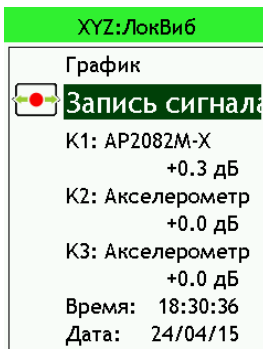 XYZ:ЛокВиб
График
Запись сигнала
К1: AP2082M-X
+0.3 дБ
К2: Акселерометр
+0.0 дБ
К3: Акселерометр
+0.0 дБ
Время: 18:30:36
Дата: 24/04/15